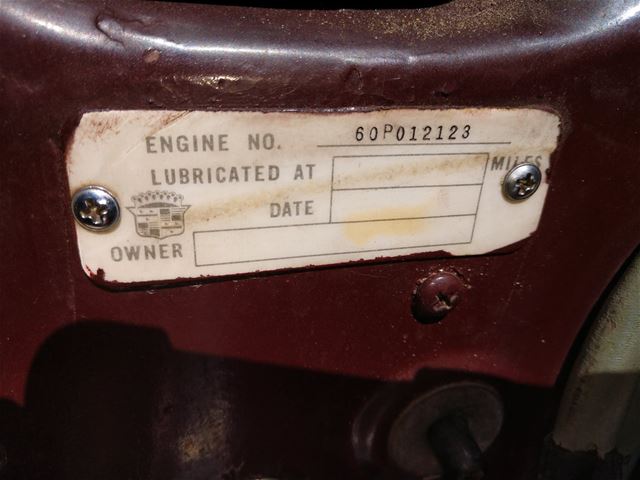 ENGINE NO. 60P012123
LUBRICATED AT MILES
DATE
OWNER